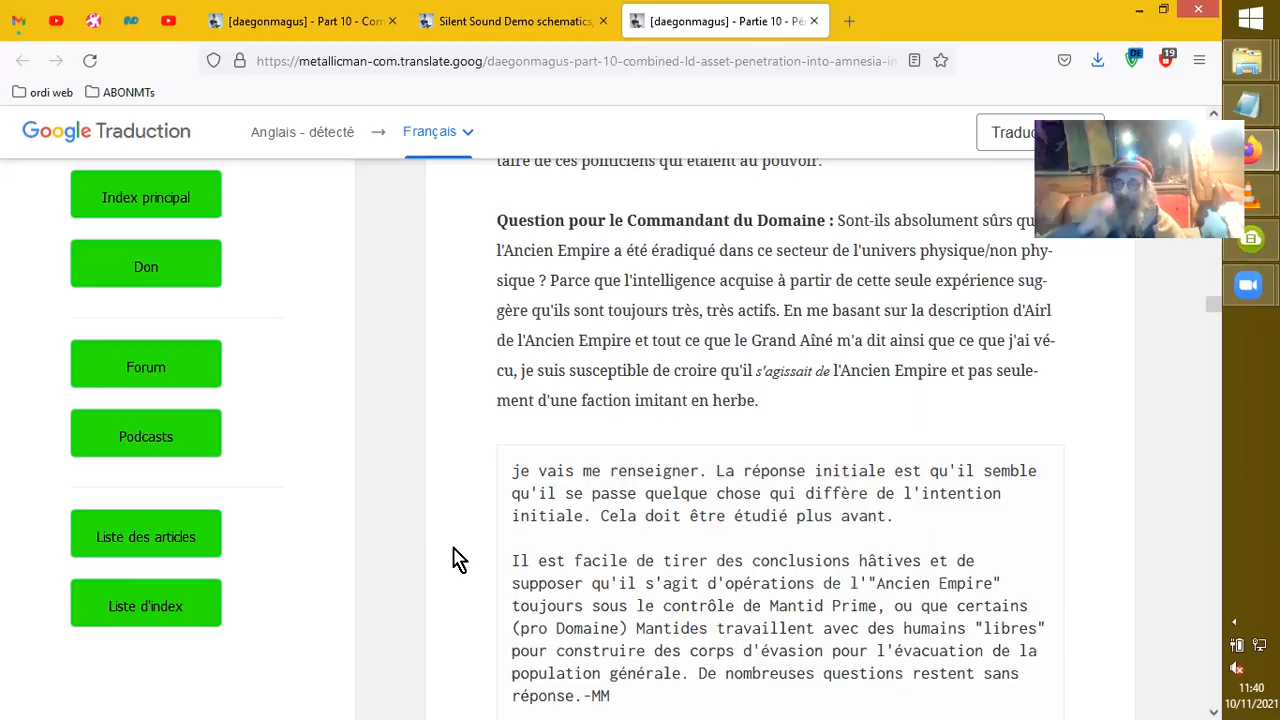 [daegonmagus] - Part 10 - Con
Silent Sound Demo schematics,
[daegonmagus] - Partie 10 - Pé
https://metallicman-com.translate.goog/daegonmagus-part-10-combined-ld-asset-penetration-into-amnesia-in
DE
19
ordi web
ABONMTs
Google Traduction
Anglais - détecté
Français
Traduc
taire de ces politiciens qui étaient au pouvoir.
Index principal
Don
Forum
Podcasts
Liste des articles
Liste d'index
Question pour le Commandant du Domaine : Sont-ils absolument sûrs qu
l'Ancien Empire a été éradiqué dans ce secteur de l'univers physique/non phy-
sique ? Parce que l'intelligence acquise à partir de cette seule expérience sug-
gère qu'ils sont toujours très, très actifs. En me basant sur la description d'Airl
de l'Ancien Empire et tout ce que le Grand Aîné m'a dit ainsi que ce que j'ai vé-
cu, je suis susceptible de croire qu'il s'agissait de l'Ancien Empire et pas seule-
ment d'une faction imitant en herbe.
je vais me renseigner. La réponse initiale est qu'il semble
qu'il se passe quelque chose qui diffère de l'intention
initiale. Cela doit être étudié plus avant.
Il est facile de tirer des conclusions hâtives et de
supposer qu'il s'agit d'opérations de l'"Ancien Empire"
toujours sous le contrôle de Mantid Prime, ou que certains
(pro Domaine) Mantides travaillent avec des humains "libres"
pour construire des corps d'évasion pour l'évacuation de la
population générale. De nombreuses questions restent sans
réponse.-MM
11:40
10/11/2021